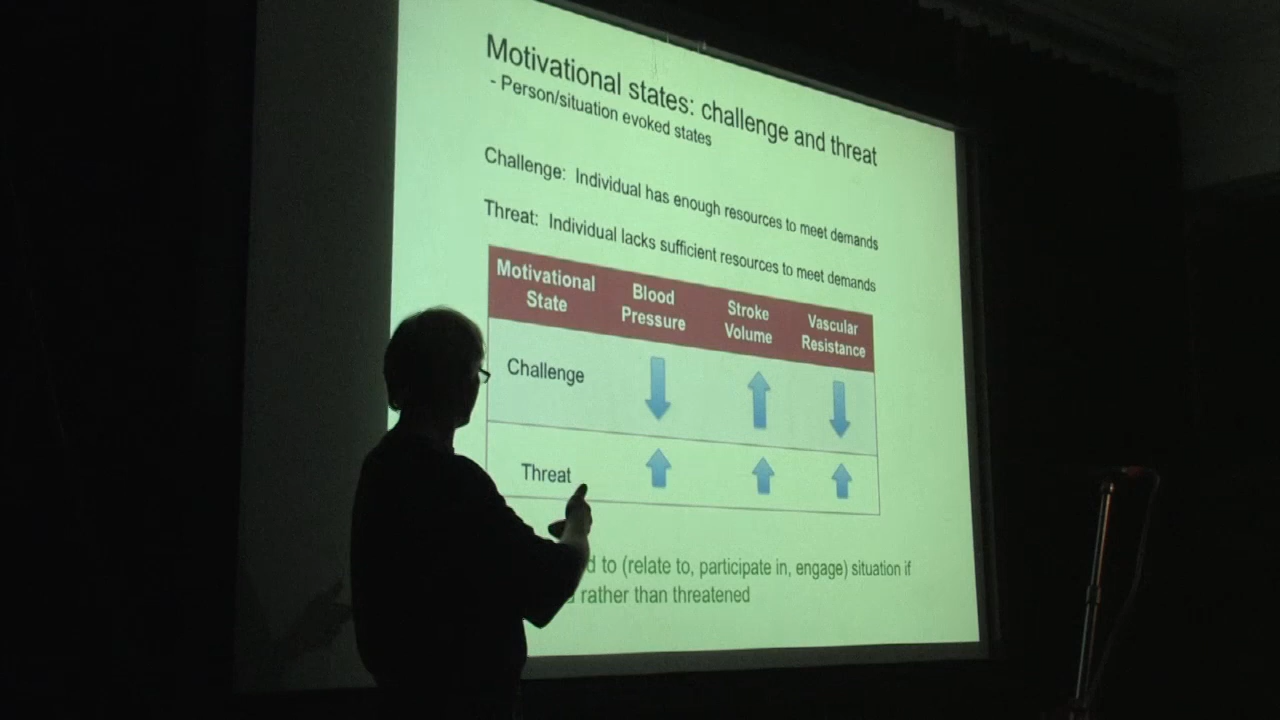 Motivational states: challenge and threat
- Person/situation evoked states
Challenge: Individual has enough resources to meet demands
Threat: Individual lacks sufficient resources to meet demands
Motivational State Blood Pressure Stroke Volume Vascular Resistance
Challenge
Threat
to (relate to, participate in, engage) situation if
rather than threatened